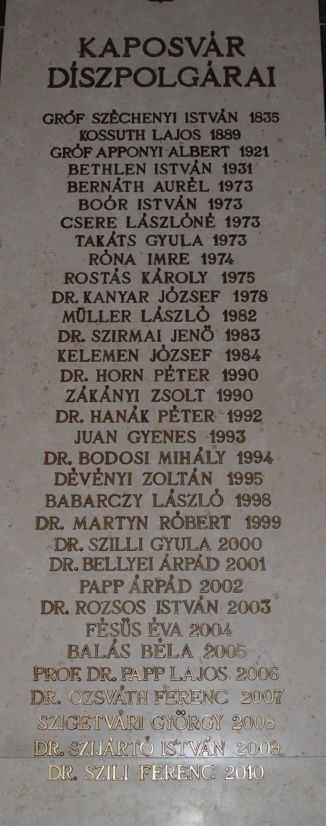 KAPOSVÁR
DÍSZPOLGÁRAI
GRÓF SZÉCHENYI ISTVÁN 1835
KOSSUTH LAJOS 1889
GRÓF APPONYI ALBERT 1921
BETHLEN ISTVÁN 1931
BERNÁTH AURÉL 1973
BOÓR ISTVÁN 1973
CSERE LÁSZLÓNÉ 1973
TAKÁTS GYULA 1973
RÓNA IMRE 1974
ROSTÁS KÁROLY 1975
DR. KANYAR JÓZSEF 1978
MÜLLER LÁSZLÓ 1982
DR. SZIRMAI JENŐ 1983
KELEMEN JÓZSEF 1984
DR. HORN PÉTER 1990
ZÁKÁNYI ZSOLT 1990
DR. HANÁK PÉTER 1992
JUAN GYENES 1993
DR. BODOSI MIHÁLY 1994
DÉVÉNYI ZOLTÁN 1995
BABARCZY LÁSZLÓ 1998
DR. MARTYN RÓBERT 1999
DR. SZILLI GYULA 2000
DR. BELLYEI ÁRPÁD 2001
PAPP ÁRPÁD 2002
DR. ROZSOS ISTVÁN 2003
FÉSŰS ÉVA 2004
BALÁS BÉLA 2005
PROF. DR. PAPP LAJOS 2006
DR. OZSVÁTH FERENC 2007
SZIGETVÁRI GYÖRGY 2008
DR. SZIJÁRTÓ ISTVÁN 2009
DR. SZILI FERENC 2010